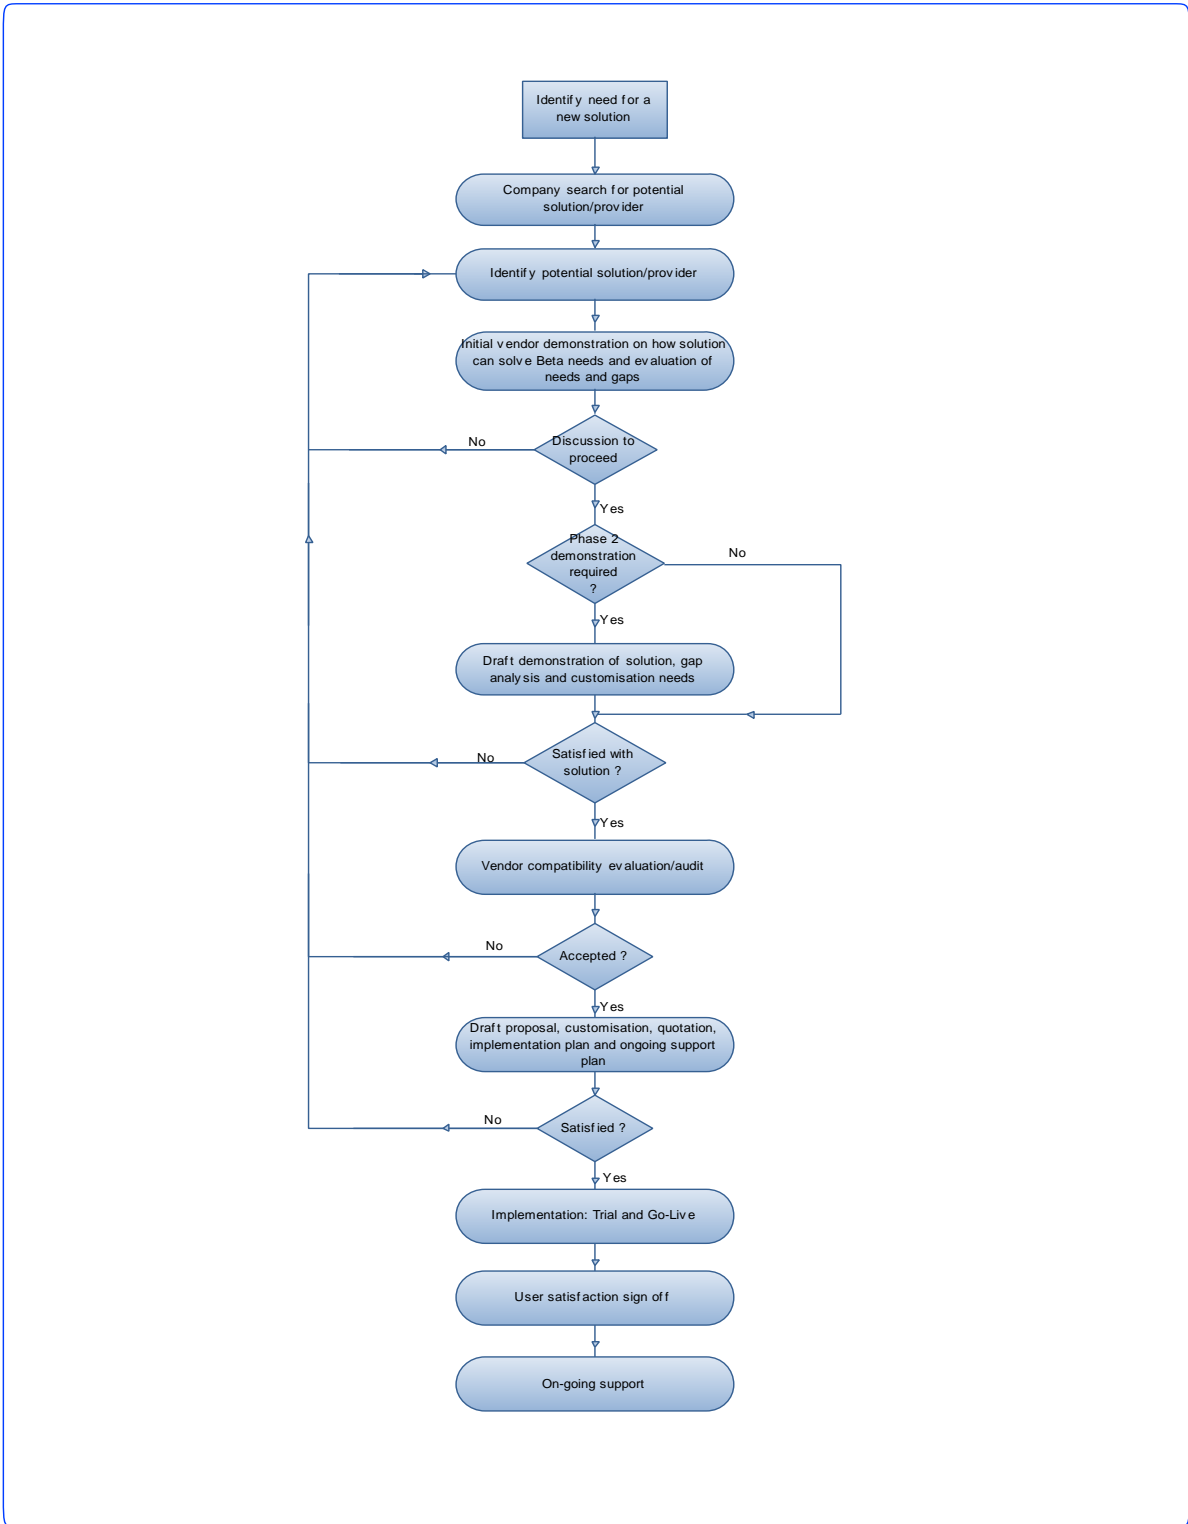 Identify need for a
new solution
Company search for potential
solution/provider
Identify potential solution/provider
Initial vendor demonstration on how solution
can solve Beta needs and evaluation of
needs and gaps
No
Discussion to
proceed
Yes
Phase 2
demonstration
required
?
No
Yes
Draft demonstration of solution, gap
analysis and customisation needs
No
Satisfied with
solution ?
Yes
Vendor compatibility evaluation/audit
No
Accepted ?
Yes
Draft proposal, customisation, quotation,
implementation plan and ongoing support
plan
No
Satisfied ?
Yes
Implementation: Trial and Go-Live
User satisfaction sign off
On-going support